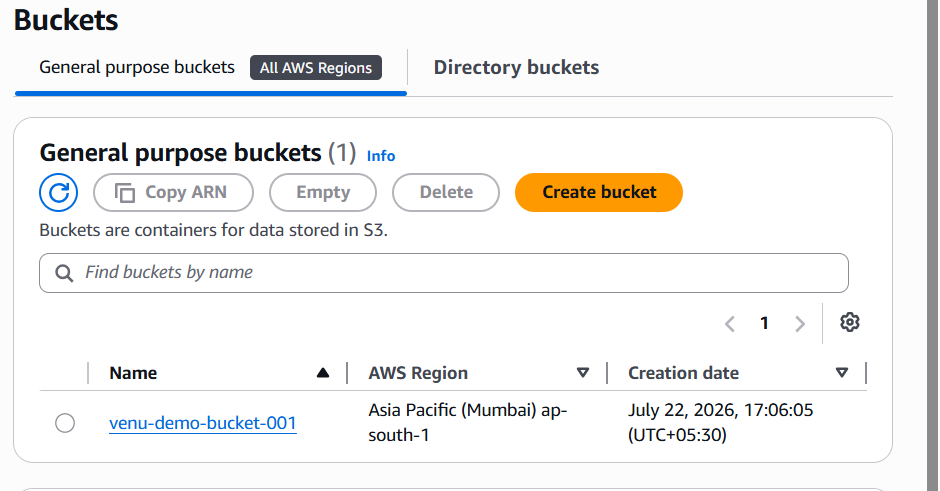 Buckets
General purpose buckets All AWS Regions Directory buckets
General purpose buckets (1) Info
Copy ARN Empty Delete Create bucket
Buckets are containers for data stored in S3.
Find buckets by name
1
Name AWS Region Creation date
venu-demo-bucket-001 Asia Pacific (Mumbai) ap- July 22, 2026, 17:06:05
south-1 (UTC+05:30)